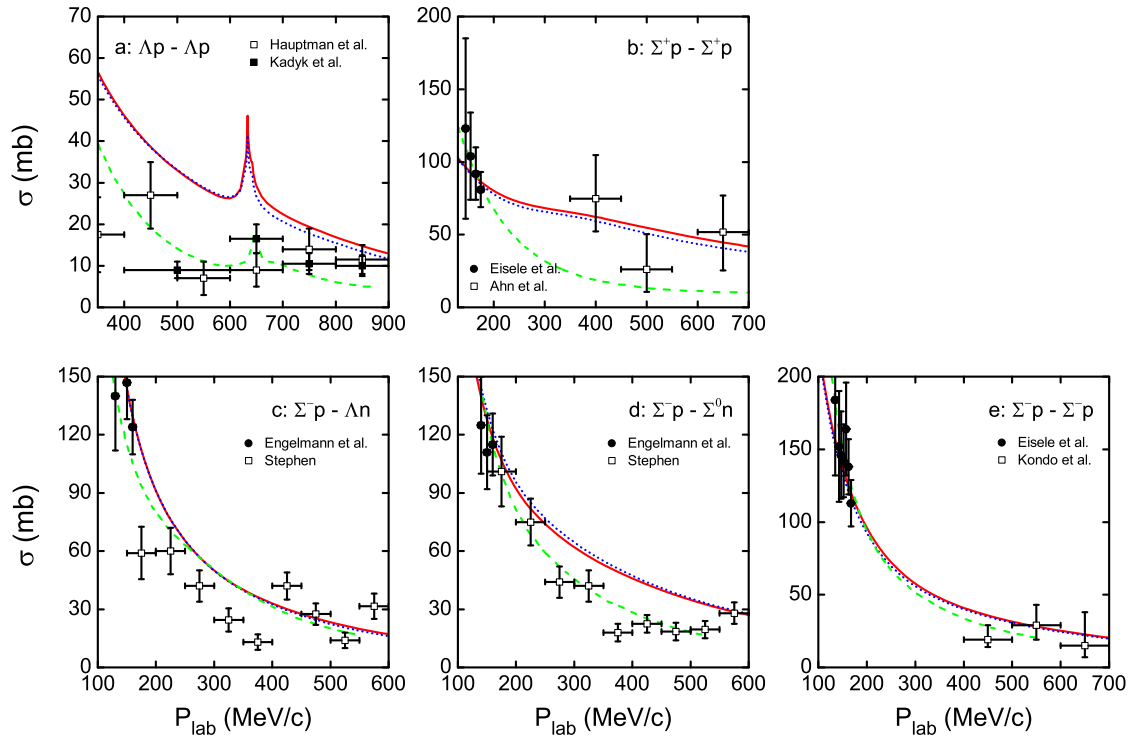 a: Λp - Λp
Hauptman et al.
Kadyk et al.
σ (mb)
70
60
50
40
30
20
10
0
400 500 600 700 800 900
b: Σ⁺p - Σ⁺p
Eisele et al.
Ahn et al.
200
150
100
50
0
200 300 400 500 600 700
c: Σ⁻p - Λn
Engelmann et al.
Stephen
σ (mb)
150
120
90
60
30
0
100 200 300 400 500 600
P_lab (MeV/c)
d: Σ⁻p - Σ⁰n
Engelmann et al.
Stephen
150
120
90
60
30
0
100 200 300 400 500 600
P_lab (MeV/c)
e: Σ⁻p - Σ⁻p
Eisele et al.
Kondo et al.
200
150
100
50
0
100 200 300 400 500 600 700
P_lab (MeV/c)